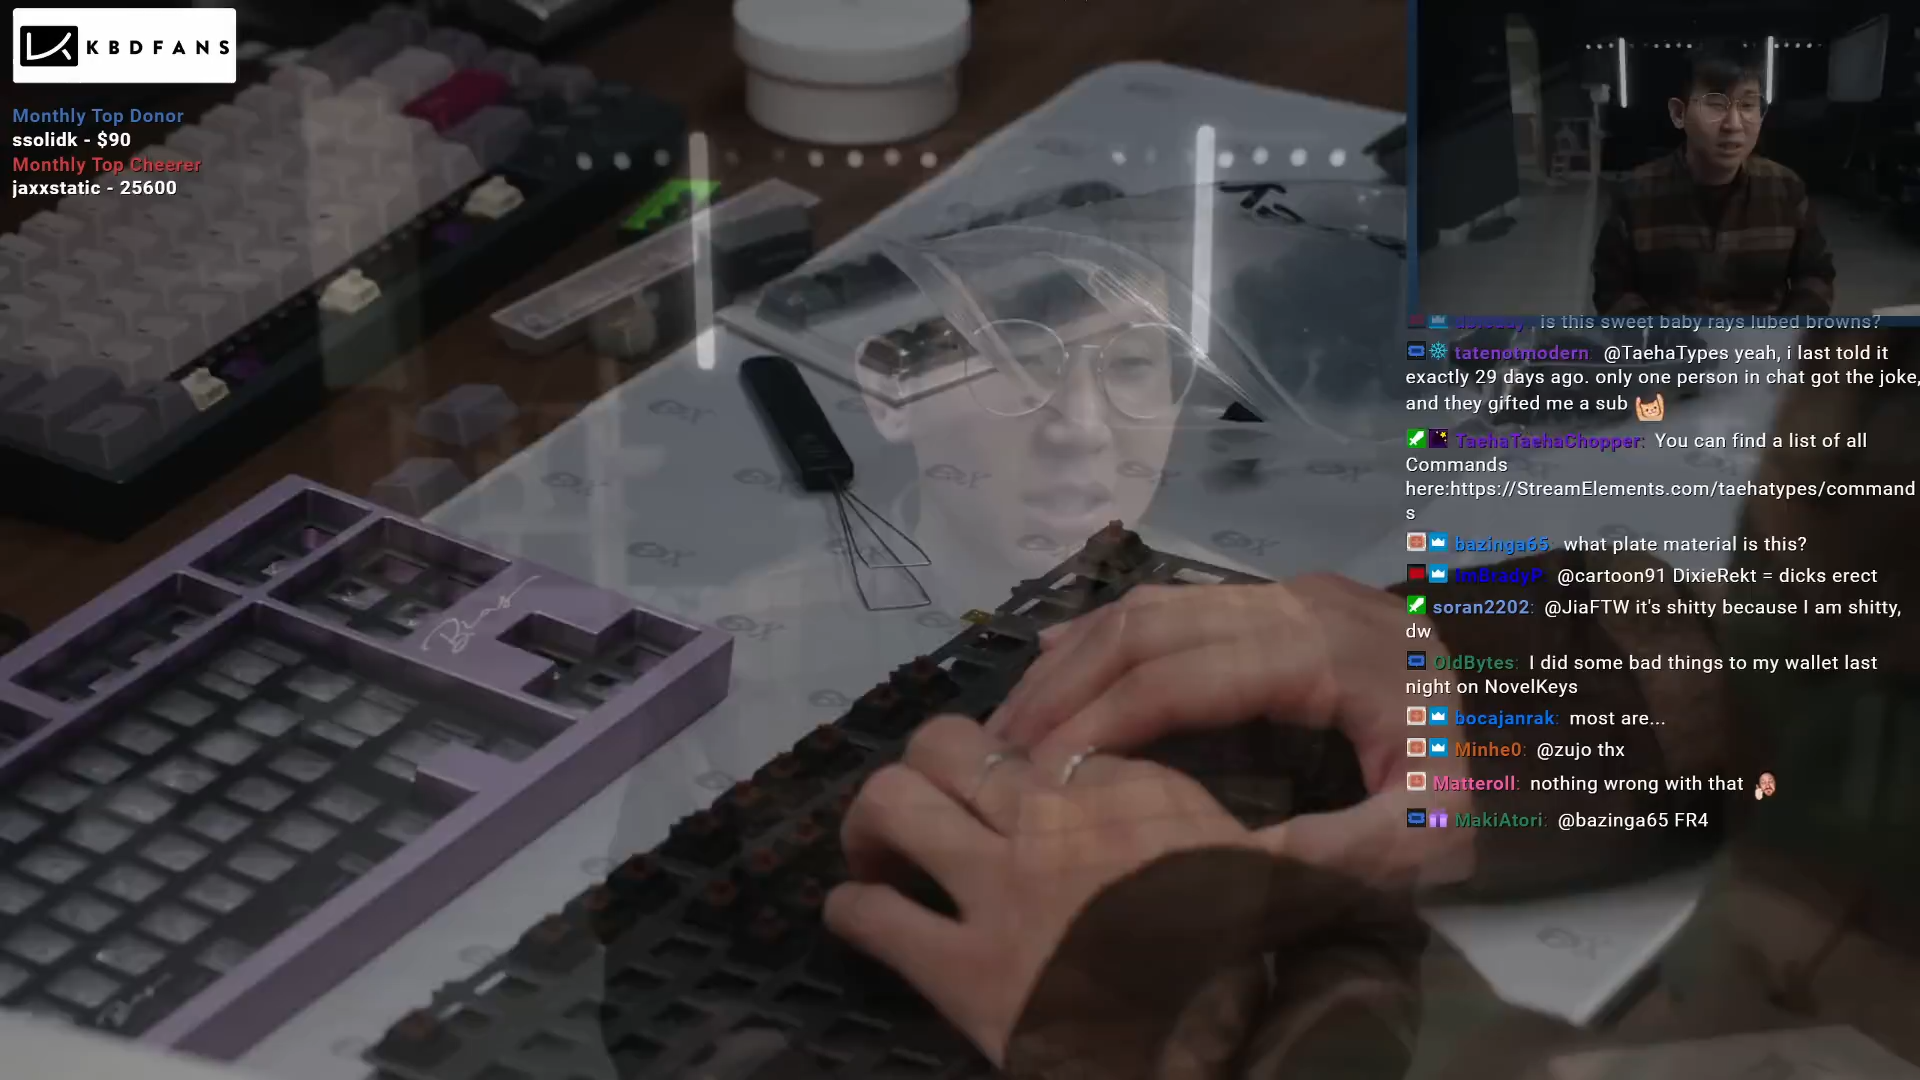 KBDFANS
Monthly Top Donor
ssolidk - $90
Monthly Top Cheerer
jaxxstatic - 25600
is this sweet baby rays lubed browns?
tatenotmodern: @TaehaTypes yeah, i last told it
exactly 29 days ago. only one person in chat got the joke,
and they gifted me a sub
TaehaTaehaChopper: You can find a list of all
Commands
here:https://StreamElements.com/taehatypes/command
s
bazinga65: what plate material is this?
ImBradyP: @cartoon91 DixieRekt = dicks erect
soran2202: @JiaFTW it's shitty because I am shitty,
dw
OldBytes: I did some bad things to my wallet last
night on NovelKeys
bocajanrak: most are...
Minhe0: @zujo thx
Matteroll: nothing wrong with that
MakiAtori: @bazinga65 FR4